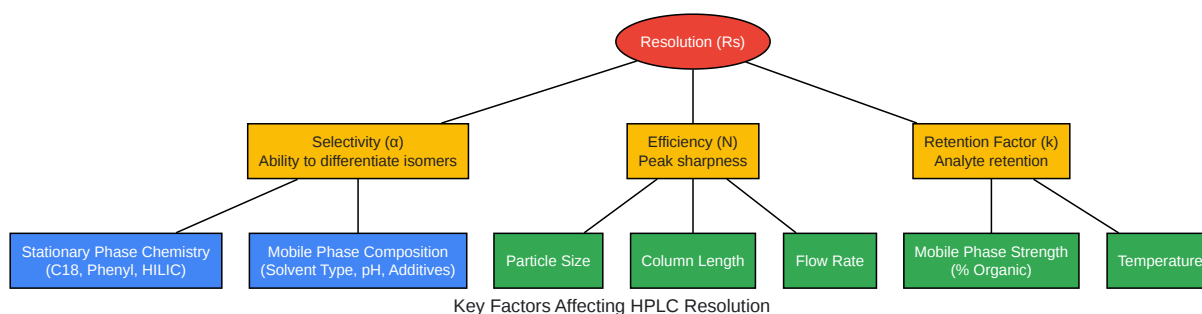 Resolution (Rs)
Selectivity (α)
Ability to differentiate isomers
Efficiency (N)
Peak sharpness
Retention Factor (k)
Analyte retention
Stationary Phase Chemistry
(C18, Phenyl, HILIC)
Mobile Phase Composition
(Solvent Type, pH, Additives)
Particle Size
Column Length
Flow Rate
Mobile Phase Strength
(% Organic)
Temperature
Key Factors Affecting HPLC Resolution